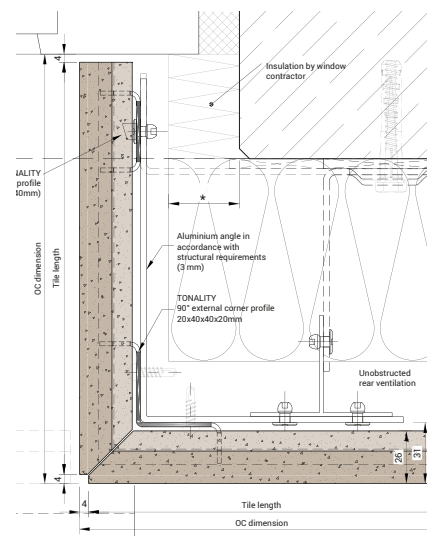 4
Insulation by window
contractor
NALITY
profile
40mm)
*
OC dimension
Tile length
Aluminium angle in
accordance with
structural requirements
(3 mm)
TONALITY
90° external corner profile
20x40x40x20mm
Unobstructed
rear ventilation
26
31
4
4
Tile length
OC dimension